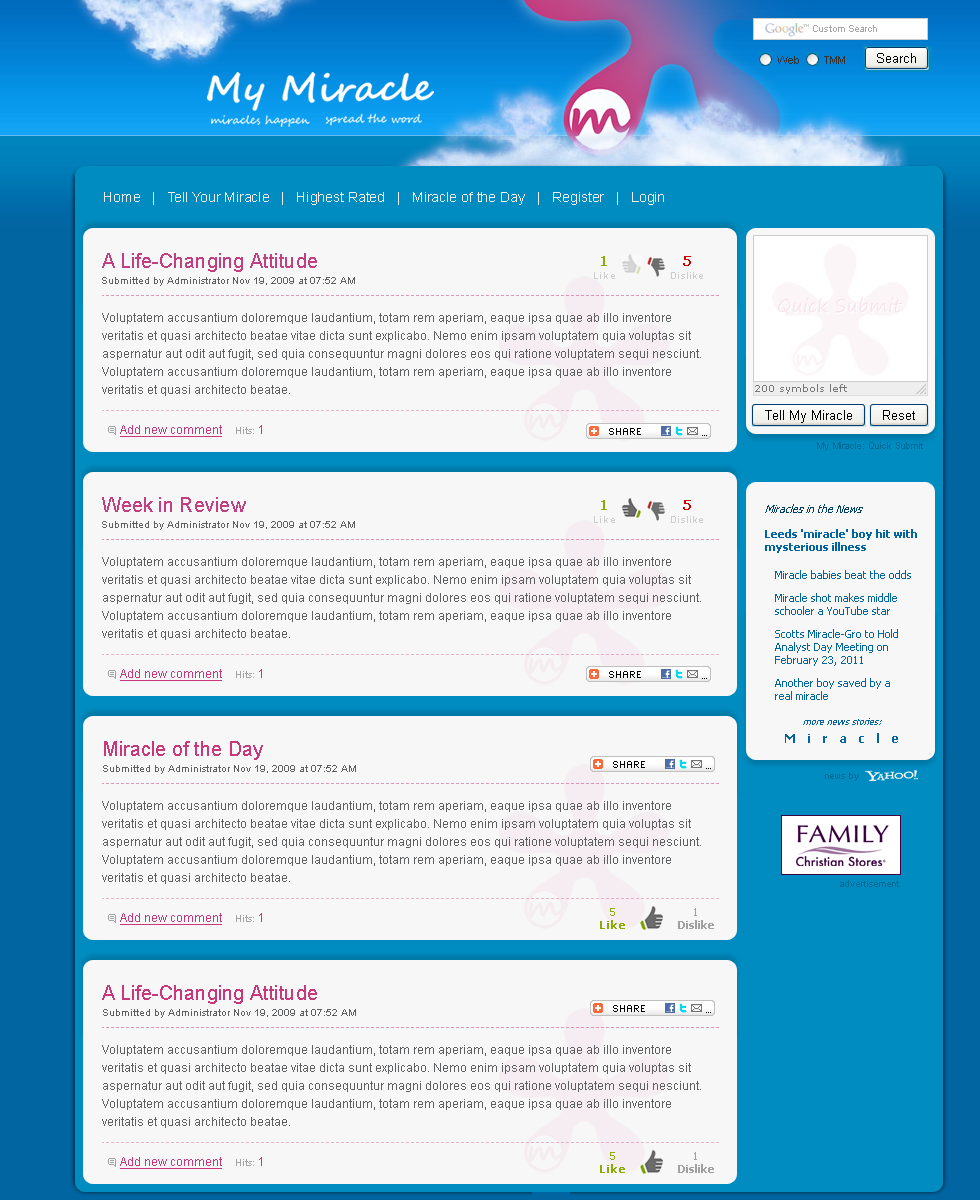 Google™ Custom Search
Web TMM Search
My Miracle
miracles happen spread the word
m
Home | Tell Your Miracle | Highest Rated | Miracle of the Day | Register | Login
A Life-Changing Attitude
Submitted by Administrator Nov 19, 2009 at 07:52 AM
1 5
Like Dislike
Voluptatem accusantium doloremque laudantium, totam rem aperiam, eaque ipsa quae ab illo inventore
veritatis et quasi architecto beatae vitae dicta sunt explicabo. Nemo enim ipsam voluptatem quia voluptas sit
aspernatur aut odit aut fugit, sed quia consequuntur magni dolores eos qui ratione voluptatem sequi nesciunt.
Voluptatem accusantium doloremque laudantium, totam rem aperiam, eaque ipsa quae ab illo inventore
veritatis et quasi architecto beatae.
m
Add new comment Hits: 1
SHARE f t ...
Week in Review
Submitted by Administrator Nov 19, 2009 at 07:52 AM
1 5
Like Dislike
Voluptatem accusantium doloremque laudantium, totam rem aperiam, eaque ipsa quae ab illo inventore
veritatis et quasi architecto beatae vitae dicta sunt explicabo. Nemo enim ipsam voluptatem quia voluptas sit
aspernatur aut odit aut fugit, sed quia consequuntur magni dolores eos qui ratione voluptatem sequi nesciunt.
Voluptatem accusantium doloremque laudantium, totam rem aperiam, eaque ipsa quae ab illo inventore
veritatis et quasi architecto beatae.
m
Add new comment Hits: 1
SHARE f t ...
Miracle of the Day
Submitted by Administrator Nov 19, 2009 at 07:52 AM
SHARE f t ...
Voluptatem accusantium doloremque laudantium, totam rem aperiam, eaque ipsa quae ab illo inventore
veritatis et quasi architecto beatae vitae dicta sunt explicabo. Nemo enim ipsam voluptatem quia voluptas sit
aspernatur aut odit aut fugit, sed quia consequuntur magni dolores eos qui ratione voluptatem sequi nesciunt.
Voluptatem accusantium doloremque laudantium, totam rem aperiam, eaque ipsa quae ab illo inventore
veritatis et quasi architecto beatae.
m
Add new comment Hits: 1
5 1
Like Dislike
A Life-Changing Attitude
Submitted by Administrator Nov 19, 2009 at 07:52 AM
SHARE f t ...
Voluptatem accusantium doloremque laudantium, totam rem aperiam, eaque ipsa quae ab illo inventore
veritatis et quasi architecto beatae vitae dicta sunt explicabo. Nemo enim ipsam voluptatem quia voluptas sit
aspernatur aut odit aut fugit, sed quia consequuntur magni dolores eos qui ratione voluptatem sequi nesciunt.
Voluptatem accusantium doloremque laudantium, totam rem aperiam, eaque ipsa quae ab illo inventore
veritatis et quasi architecto beatae.
m
Add new comment Hits: 1
5 1
Like Dislike
Quick Submit
m
200 symbols left
Tell My Miracle Reset
My Miracle: Quick Submit
Miracles in the News
Leeds 'miracle' boy hit with
mysterious illness
Miracle babies beat the odds
Miracle shot makes middle
schooler a YouTube star
Scotts Miracle-Gro to Hold
Analyst Day Meeting on
February 23, 2011
Another boy saved by a
real miracle
more news stories:
M i r a c l e
news by YAHOO!
FAMILY
Christian Stores®
advertisement